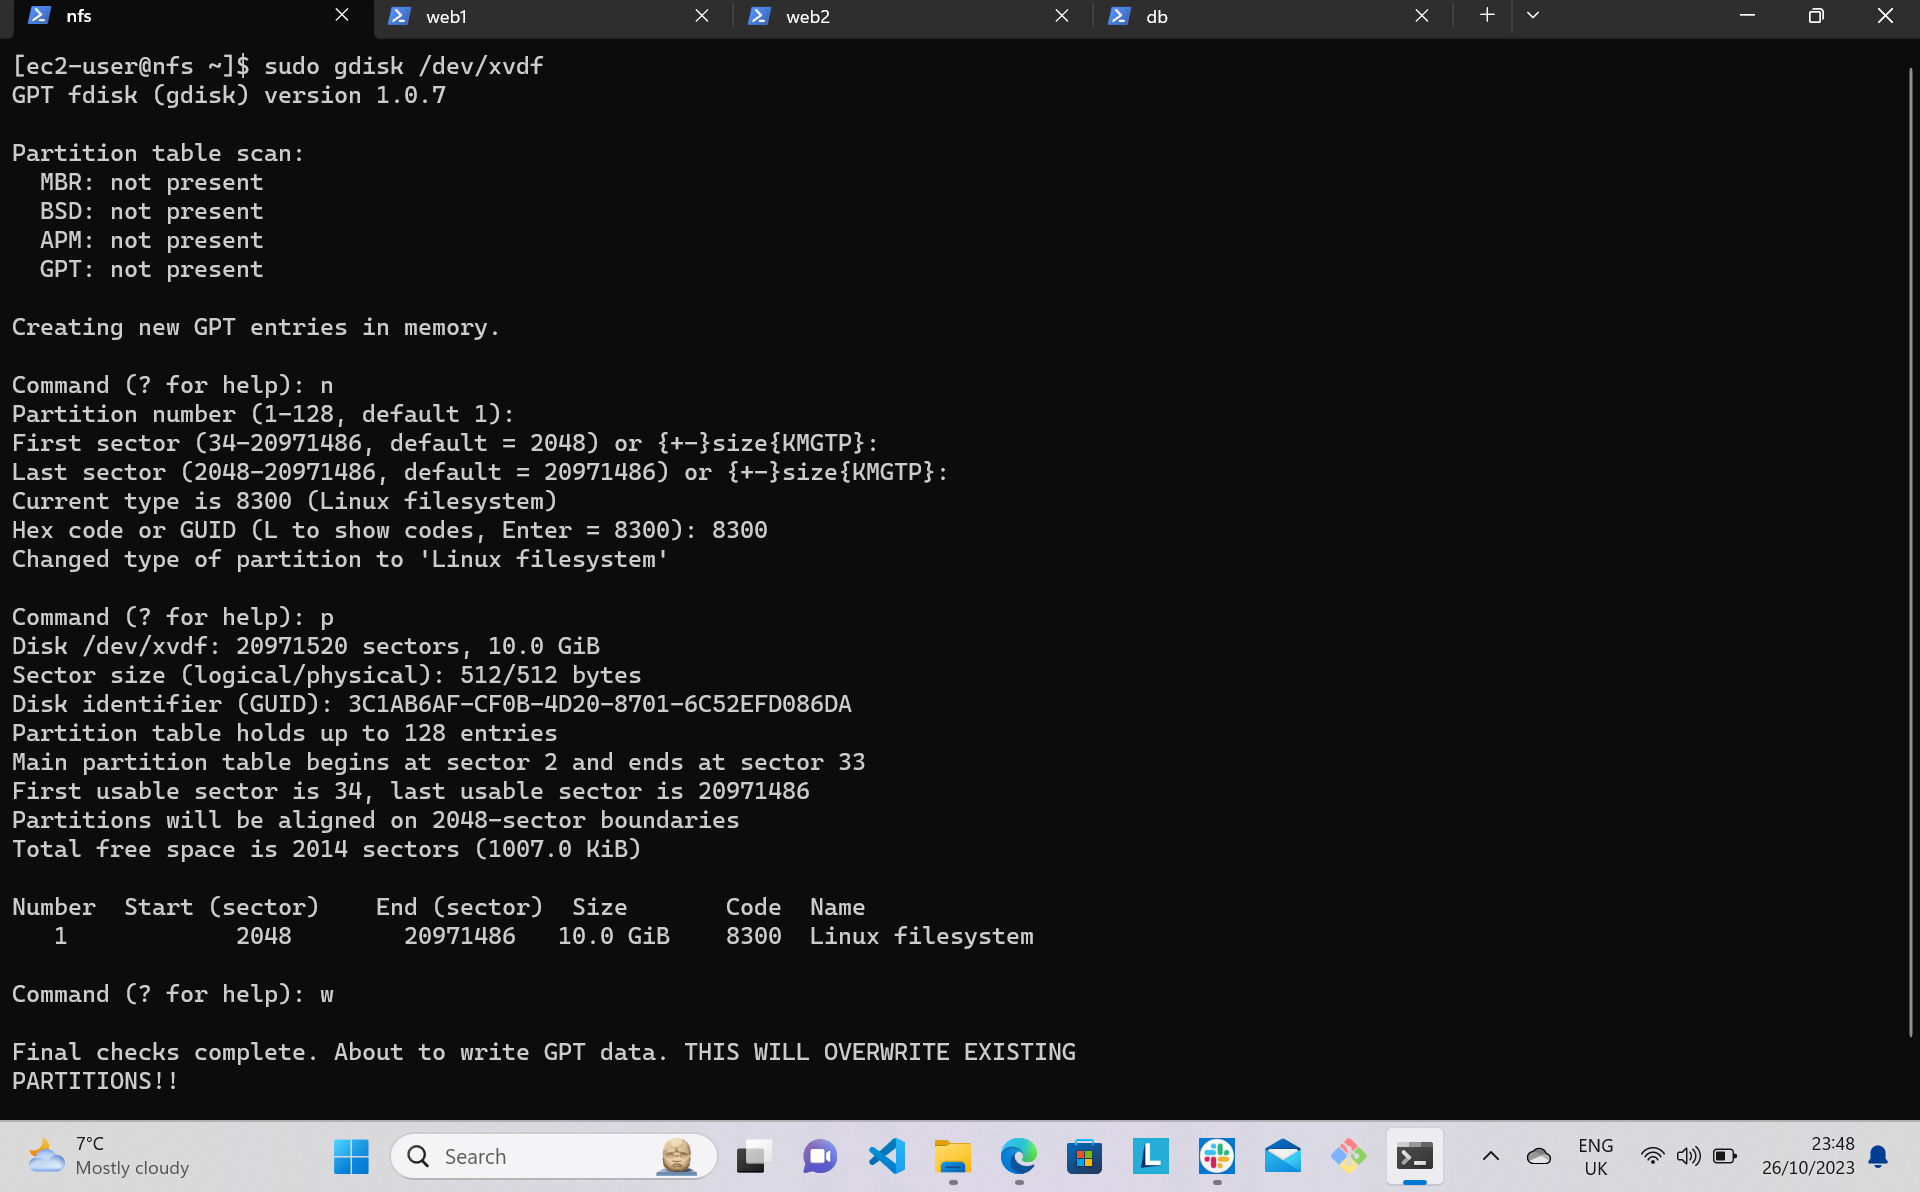 nfs
web1
web2
db
[ec2-user@nfs ~]$ sudo gdisk /dev/xvdf
GPT fdisk (gdisk) version 1.0.7
Partition table scan:
MBR: not present
BSD: not present
APM: not present
GPT: not present
Creating new GPT entries in memory.
Command (? for help): n
Partition number (1-128, default 1):
First sector (34-20971486, default = 2048) or {+-}size{KMGTP}:
Last sector (2048-20971486, default = 20971486) or {+-}size{KMGTP}:
Current type is 8300 (Linux filesystem)
Hex code or GUID (L to show codes, Enter = 8300): 8300
Changed type of partition to 'Linux filesystem'
Command (? for help): p
Disk /dev/xvdf: 20971520 sectors, 10.0 GiB
Sector size (logical/physical): 512/512 bytes
Disk identifier (GUID): 3C1AB6AF-CF0B-4D20-8701-6C52EFD086DA
Partition table holds up to 128 entries
Main partition table begins at sector 2 and ends at sector 33
First usable sector is 34, last usable sector is 20971486
Partitions will be aligned on 2048-sector boundaries
Total free space is 2014 sectors (1007.0 KiB)
Number  Start (sector)    End (sector)  Size       Code  Name
1            2048        20971486   10.0 GiB    8300  Linux filesystem
Command (? for help): w
Final checks complete. About to write GPT data. THIS WILL OVERWRITE EXISTING
PARTITIONS!!
7°C
Mostly cloudy
Search
L
ENG
UK
23:48
26/10/2023